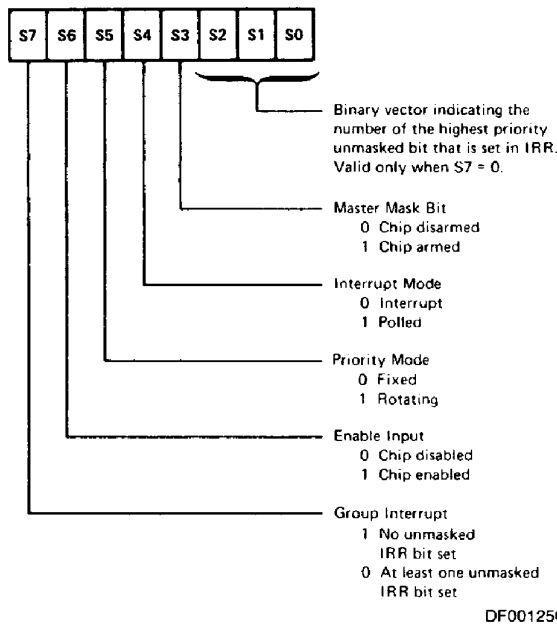 S7 S6 S5 S4 S3 S2 S1 S0
Binary vector indicating the
number of the highest priority
unmasked bit that is set in IRR.
Valid only when S7 = 0.
Master Mask Bit
0 Chip disarmed
1 Chip armed
Interrupt Mode
0 Interrupt
1 Polled
Priority Mode
0 Fixed
1 Rotating
Enable Input
0 Chip disabled
1 Chip enabled
Group Interrupt
1 No unmasked
IRR bit set
0 At least one unmasked
IRR bit set
DF001250